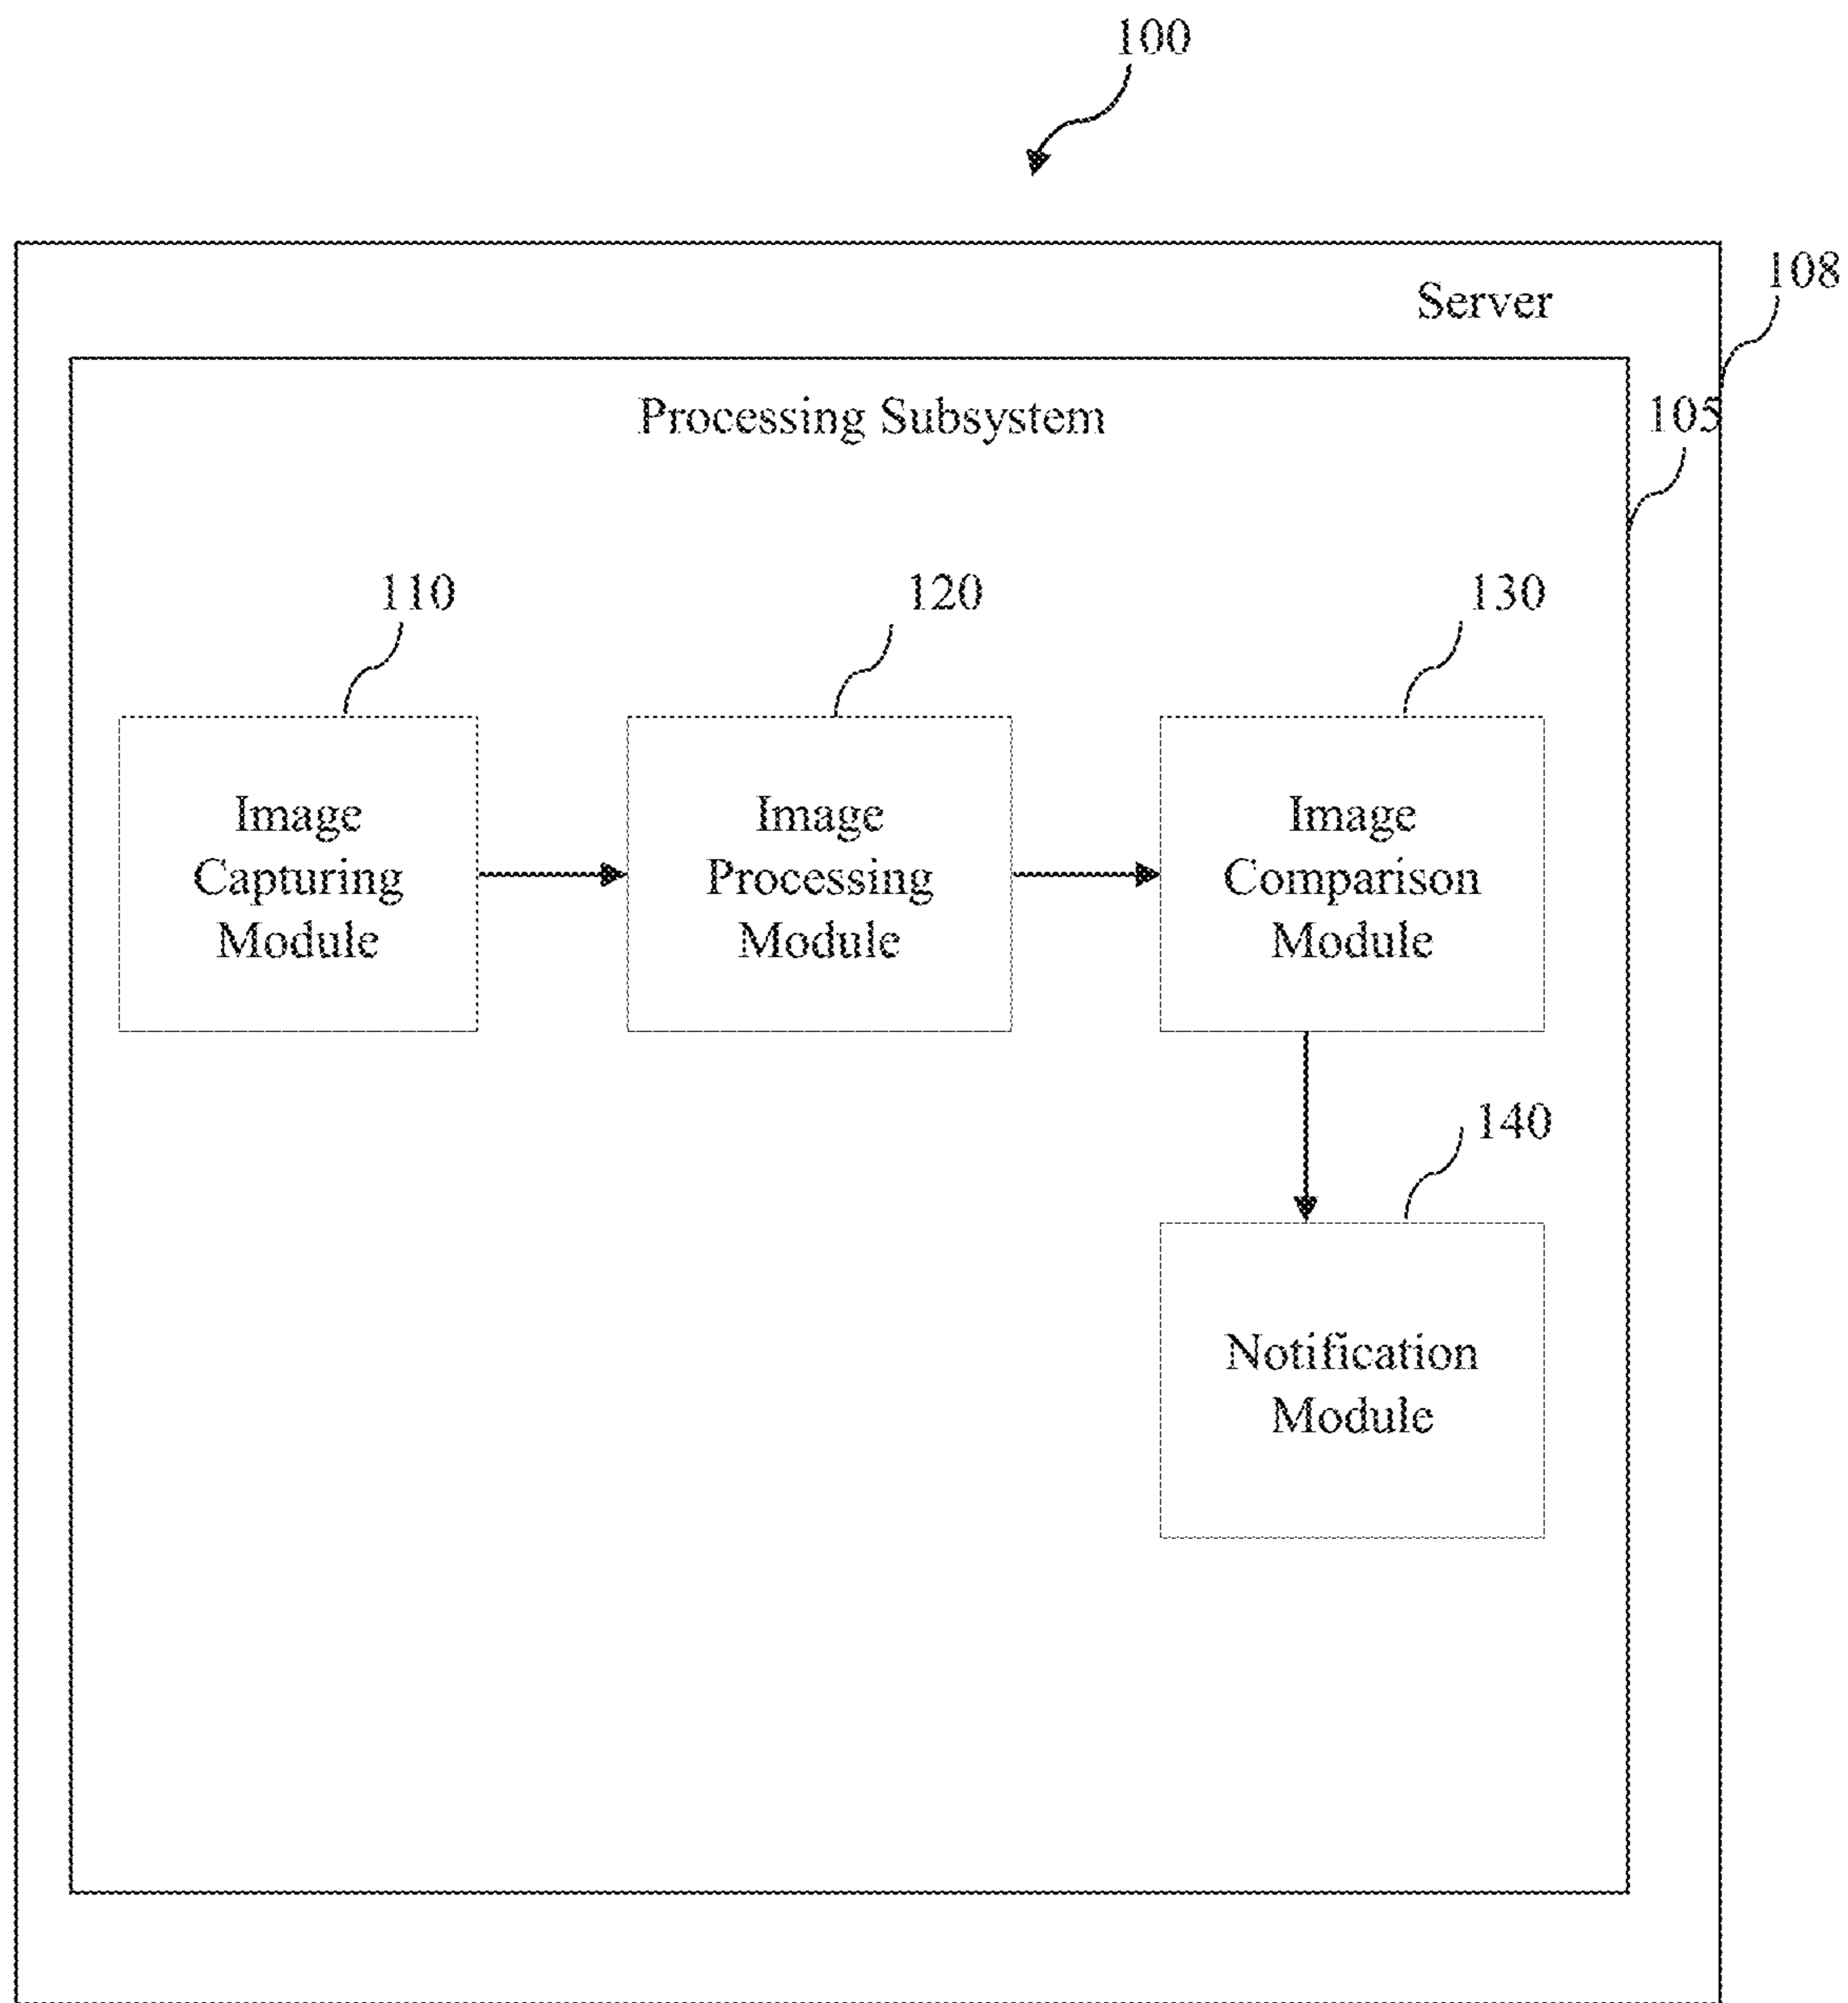 100
108
Server
Processing Subsystem
105
110
120
130
Image
Capturing
Module
Image
Processing
Module
Image
Comparison
Module
140
Notification
Module